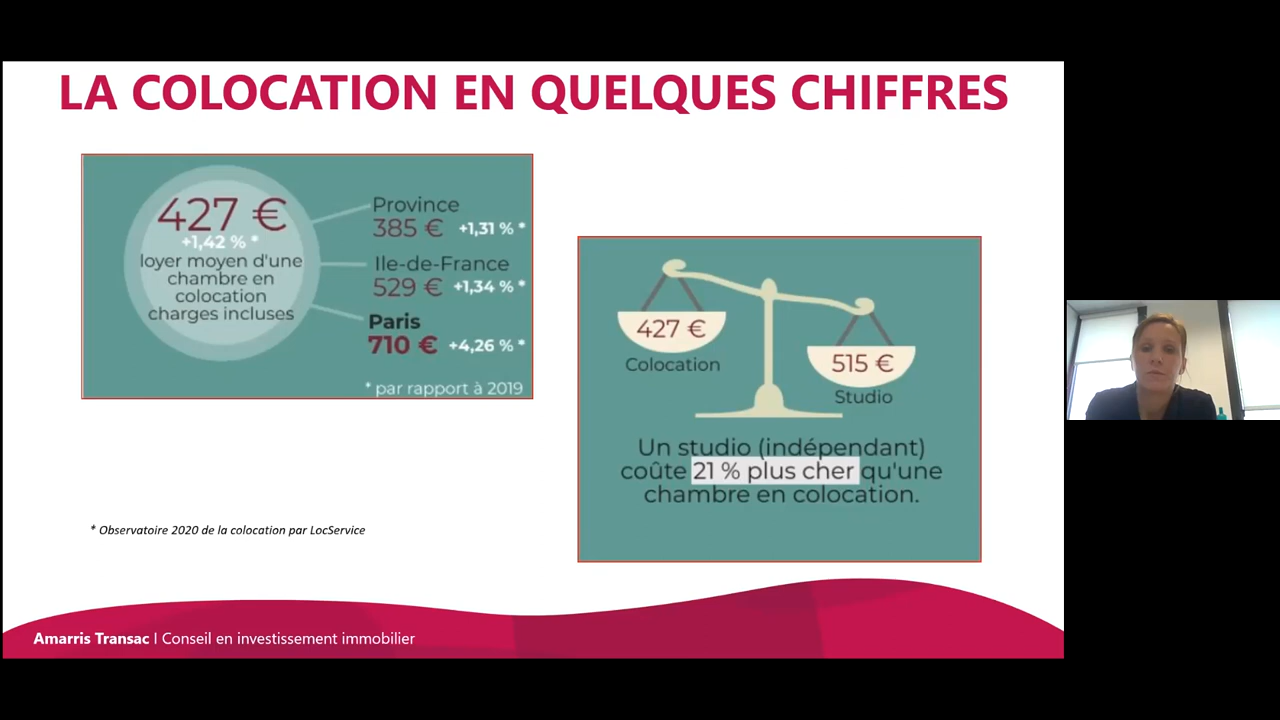 LA COLOCATION EN QUELQUES CHIFFRES
427 €
+1,42 % *
loyer moyen d'une
chambre en
colocation
charges incluses
Province
385 € +1,31 % *
Ile-de-France
529 € +1,34 % *
Paris
710 € +4,26 % *
* par rapport à 2019
427 €
Colocation
515 €
Studio
Un studio (indépendant)
coûte 21 % plus cher qu'une
chambre en colocation.
* Observatoire 2020 de la colocation par LocService
Amarris Transac | Conseil en investissement immobilier